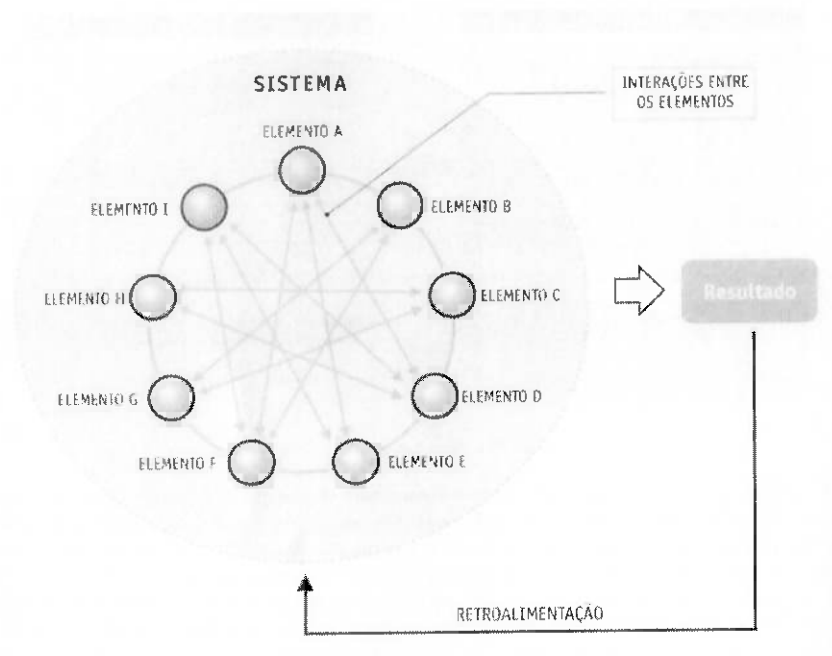 SISTEMA
INTERAÇÕES ENTRE
OS ELEMENTOS
ELEMENTO A
ELEMENTO I
ELEMENTO B
ELEMENTO H
ELEMENTO C
ELEMENTO G
ELEMENTO D
ELEMENTO F
ELEMENTO E
Resultado
RETROALIMENTAÇÃO